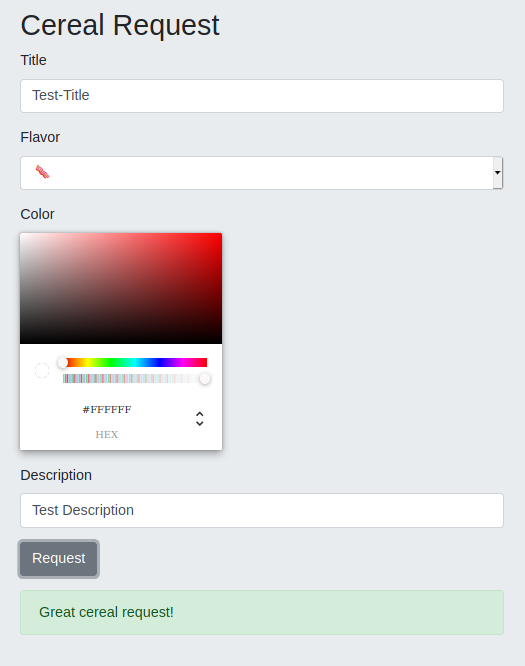 Cereal Request
Title
Test-Title
Flavor
🥓
Color
#FFFFFF
HEX
Description
Test Description
Request
Great cereal request!